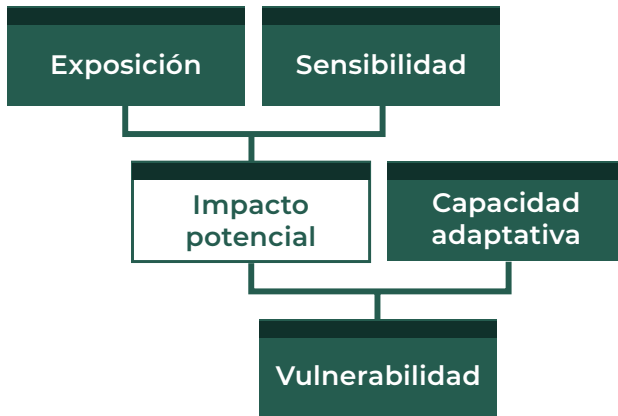 Exposición
Sensibilidad
Impacto
potencial
Capacidad
adaptativa
Vulnerabilidad